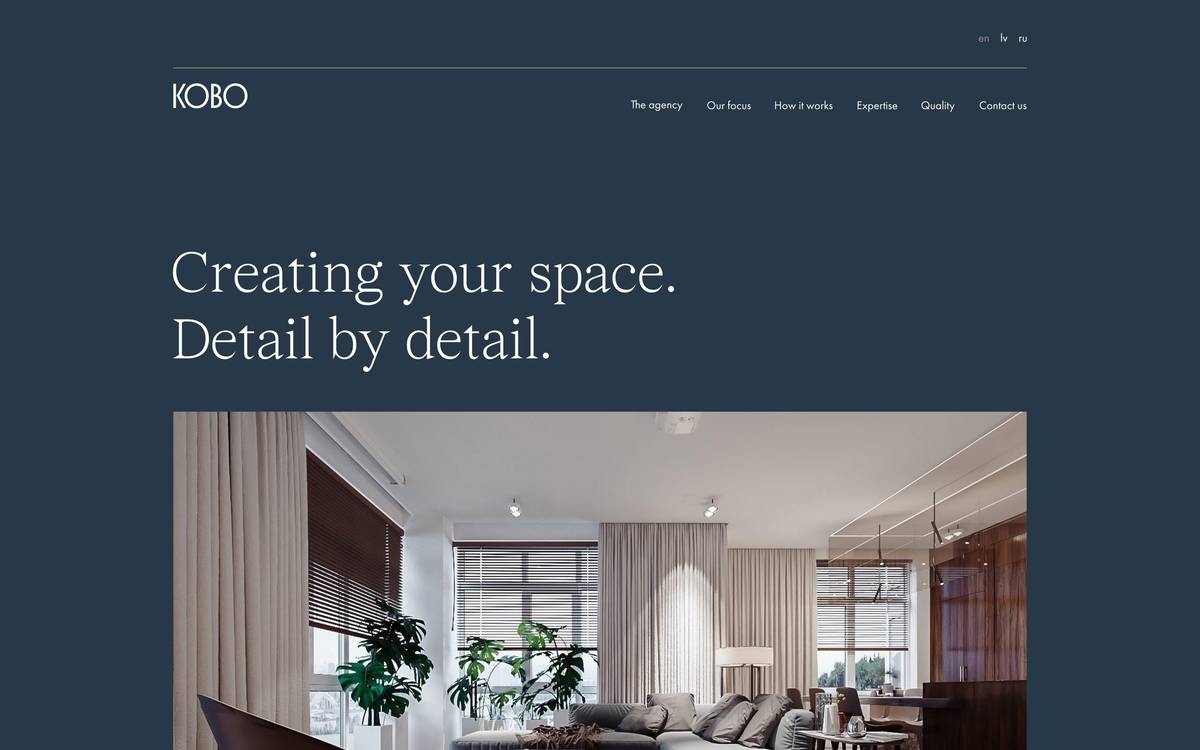 en lv ru
KOBO
The agency Our focus How it works Expertise Quality Contact us
Creating your space.
Detail by detail.